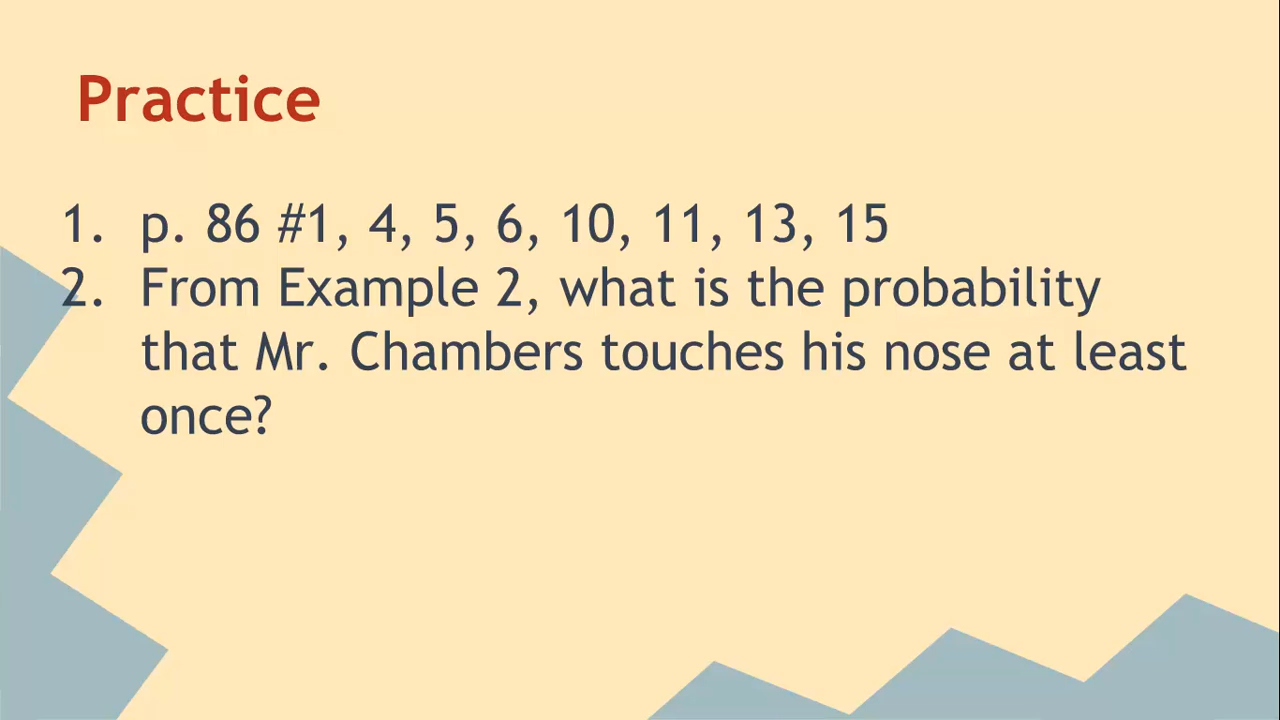 Practice
1. p. 86 #1, 4, 5, 6, 10, 11, 13, 15
2. From Example 2, what is the probability
that Mr. Chambers touches his nose at least
once?